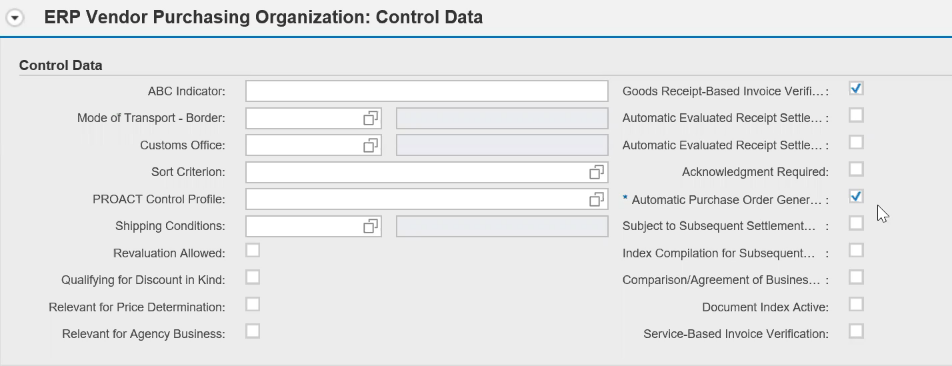 ERP Vendor Purchasing Organization: Control Data
Control Data
ABC Indicator:
Mode of Transport - Border:
Customs Office:
Sort Criterion:
PROACT Control Profile:
Shipping Conditions:
Revaluation Allowed:
Qualifying for Discount in Kind:
Relevant for Price Determination:
Relevant for Agency Business:
Goods Receipt-Based Invoice Verifi... :
Automatic Evaluated Receipt Settle... :
Automatic Evaluated Receipt Settle... :
Acknowledgment Required:
* Automatic Purchase Order Gener... :
Subject to Subsequent Settlement... :
Index Compilation for Subsequent... :
Comparison/Agreement of Busines... :
Document Index Active:
Service-Based Invoice Verification: